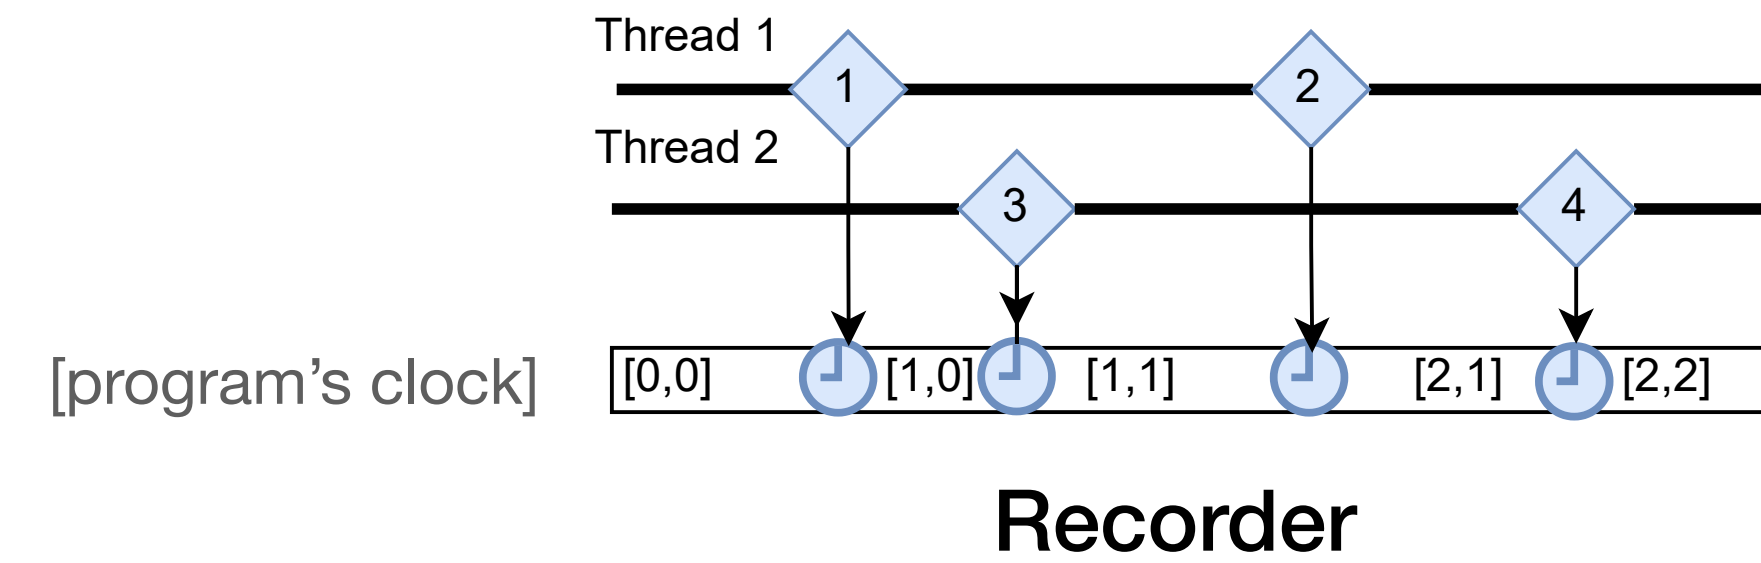 Thread 1
1
2
Thread 2
3
4
[program’s clock]
[0,0]
[1,0]
[1,1]
[2,1]
[2,2]
Recorder